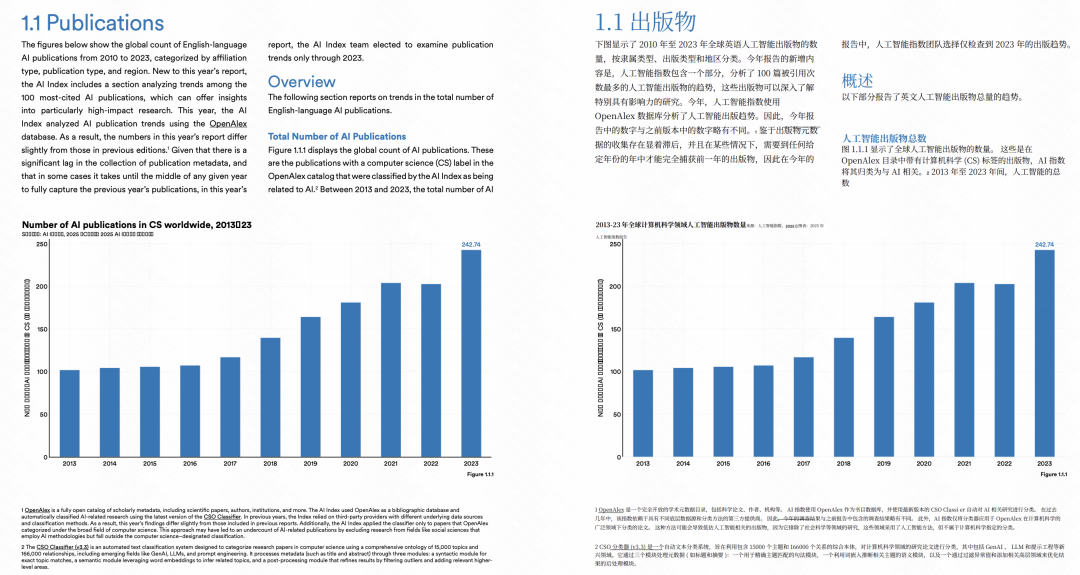 1.1 Publications
The figures below show the global count of English-language
AI publications from 2010 to 2023, categorized by affiliation
type, publication type, and region. New to this year's report,
the AI Index includes a section analyzing trends among the
100 most-cited AI publications, which can offer insights
into particularly high-impact research. This year, the AI
Index analyzed AI publication trends using the OpenAlex
database. As a result, the numbers in this year's report differ
slightly from those in previous editions.1 Given that there is a
significant lag in the collection of publication metadata, and
that in some cases it takes until the middle of any given year
to fully capture the previous year's publications, in this year's
report, the AI Index team elected to examine publication
trends only through 2023.
Overview
The following section reports on trends in the total number of
English-language AI publications.
Total Number of AI Publications
Figure 1.1.1 displays the global count of AI publications. These
are the publications with a computer science (CS) label in the
OpenAlex catalog that were classified by the AI Index as being
related to AI.2 Between 2013 and 2023, the total number of AI
Number of AI publications in CS worldwide, 2013 23
250
200
150
100
50
0
242.74
2013 2014 2015 2016 2017 2018 2019 2020 2021 2022 2023
Figure 1.1.1
1 OpenAlex is a fully open catalog of scholarly metadata, including scientific papers, authors, institutions, and more. The AI Index used OpenAlex as a bibliographic database and
automatically classified AI-related research using the latest version of the CSO Classifier. In previous years, the Index relied on third-party providers with different underlying data sources
and classification methods. As a result, this year's findings differ slightly from those included in previous reports. Additionally, the AI Index applied the classifier only to papers that OpenAlex
categorized under the broad field of computer science. This approach may have led to an undercount of AI-related publications by excluding research from fields like social sciences that
employ AI methodologies but fall outside the computer science–designated classification.
2 The CSO Classifier (v3.3) is an automated text classification system designed to categorize research papers in computer science using a comprehensive ontology of 15,000 topics and
166,000 relationships, including emerging fields like GenAI, LLMs, and prompt engineering. It processes metadata (such as title and abstract) through three modules: a syntactic module for
exact topic matches, a semantic module leveraging word embeddings to infer related topics, and a post-processing module that refines results by filtering outliers and adding relevant higher-
level areas.
1.1 出版物
下图显示了 2010 年至 2023 年全球英语人工智能出版物的数
量，按隶属类型、出版类型和地区分类。今年报告的新增内
容是，人工智能指数包含一个部分，分析了 100 篇被引用次
数最多的人工智能出版物的趋势，这些出版物可以深入了解
特别具有影响力的研究。今年，人工智能指数使用
OpenAlex 数据库分析了人工智能出版趋势。因此，今年报
告中的数字与之前版本中的数字略有不同。1 鉴于出版物元数
据的收集存在显着滞后，并且在某些情况下，需要到任何给
定年份的年中才能完全捕获前一年的出版物，因此在今年的
报告中，人工智能指数团队选择仅检查到 2023 年的出版趋势。
概述
以下部分报告了英文人工智能出版物总量的趋势。
人工智能出版物总数
图 1.1.1 显示了全球人工智能出版物的数量。 这些是在
OpenAlex 目录中带有计算机科学 (CS) 标签的出版物，AI 指数
将其归类为与 AI 相关。2 2013 年至 2023 年间，人工智能的总
数
2013-23 年全球计算机科学领域人工智能出版物数量来源：人工智能指数，2025 | 图表：2025 年
人工智能指数报告
250
200
150
100
50
0
242.74
2013 2014 2015 2016 2017 2018 2019 2020 2021 2022 2023
Figure 1.1.1
1 OpenAlex 是一个完全开放的学术元数据目录，包括科学论文、作者、机构等。 AI 指数使用 OpenAlex 作为书目数据库，并使用最新版本的 CSO Classi er 自动对 AI 相关研究进行分类。 在过去
几年中，该指数依赖于具有不同底层数据源和分类方法的第三方提供商。 因此，今年的调查结果与之前报告中包含的调查结果略有不同。 此外，AI 指数仅将分类器应用于 OpenAlex 在计算机科学的
广泛领域下分类的论文。 这种方法可能会导致低估人工智能相关的出版物，因为它排除了社会科学等领域的研究，这些领域采用了人工智能方法，但不属于计算机科学指定的分类。
2 CSO 分类器 (v3.3) 是一个自动文本分类系统，旨在利用包含 15000 个主题和 166000 个关系的综合本体，对计算机科学领域的研究论文进行分类，其中包括 GenAI 、 LLM 和提示工程等新
兴领域。它通过三个模块处理元数据 ( 如标题和摘要 )：一个用于精确主题匹配的句法模块，一个利用词嵌入推断相关主题的语义模块，以及一个通过过滤异常值和添加相关高层领域来优化结
果的后处理模块。